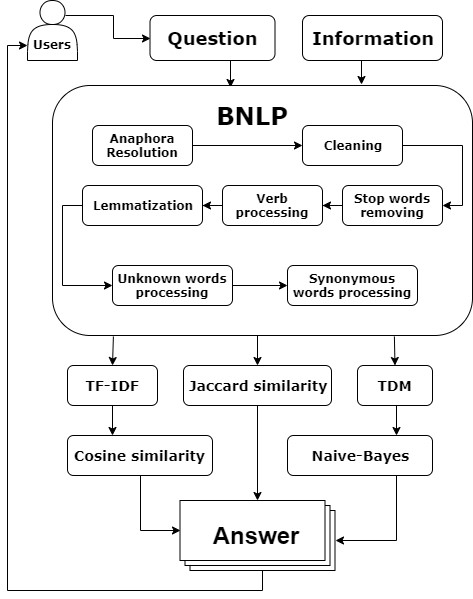 Users
Question
Information
BNLP
Anaphora
Resolution
Cleaning
Lemmatization
Verb
processing
Stop words
removing
Unknown words
processing
Synonymous
words processing
TF-IDF
Jaccard similarity
TDM
Cosine similarity
Naive-Bayes
Answer